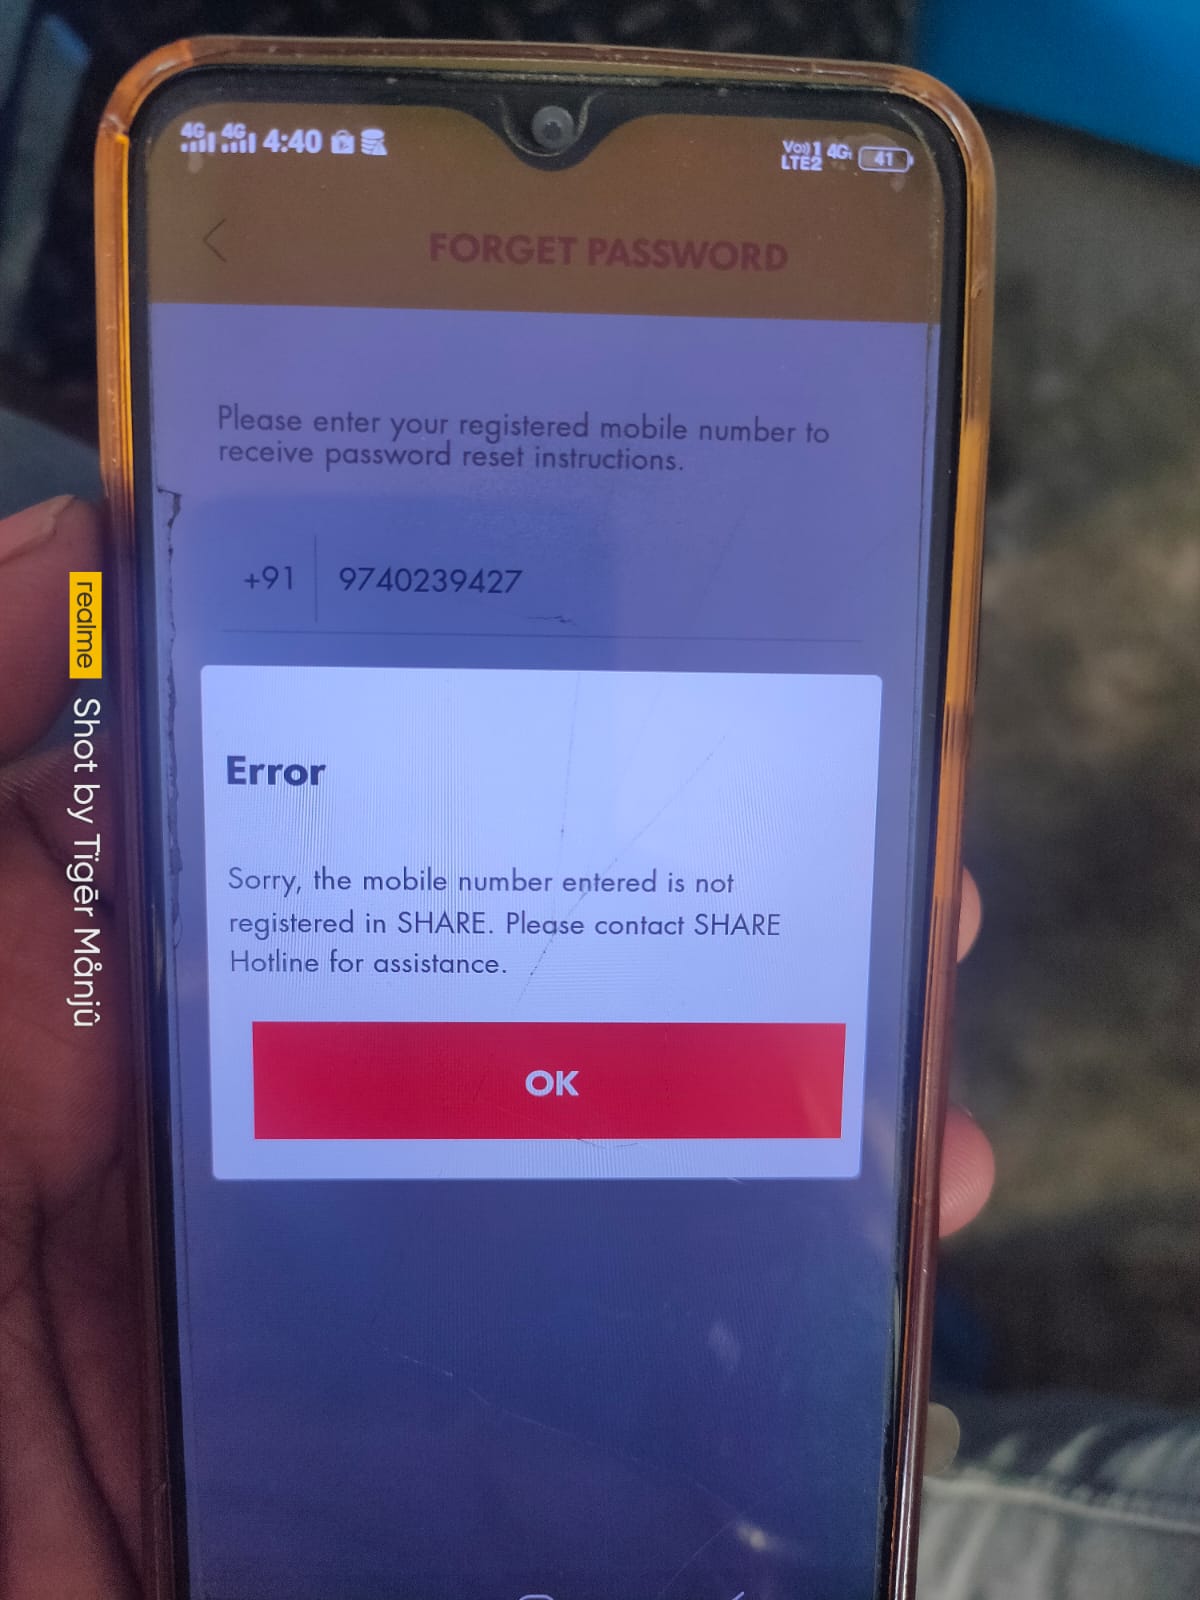 4G 4G 4:40
Vo)) 1 4G
LTE2
41
FORGET PASSWORD
Please enter your registered mobile number to
receive password reset instructions.
+91 9740239427
Error
Sorry, the mobile number entered is not
registered in SHARE. Please contact SHARE
Hotline for assistance.
OK
realme Shot by Tïgēr Månjû